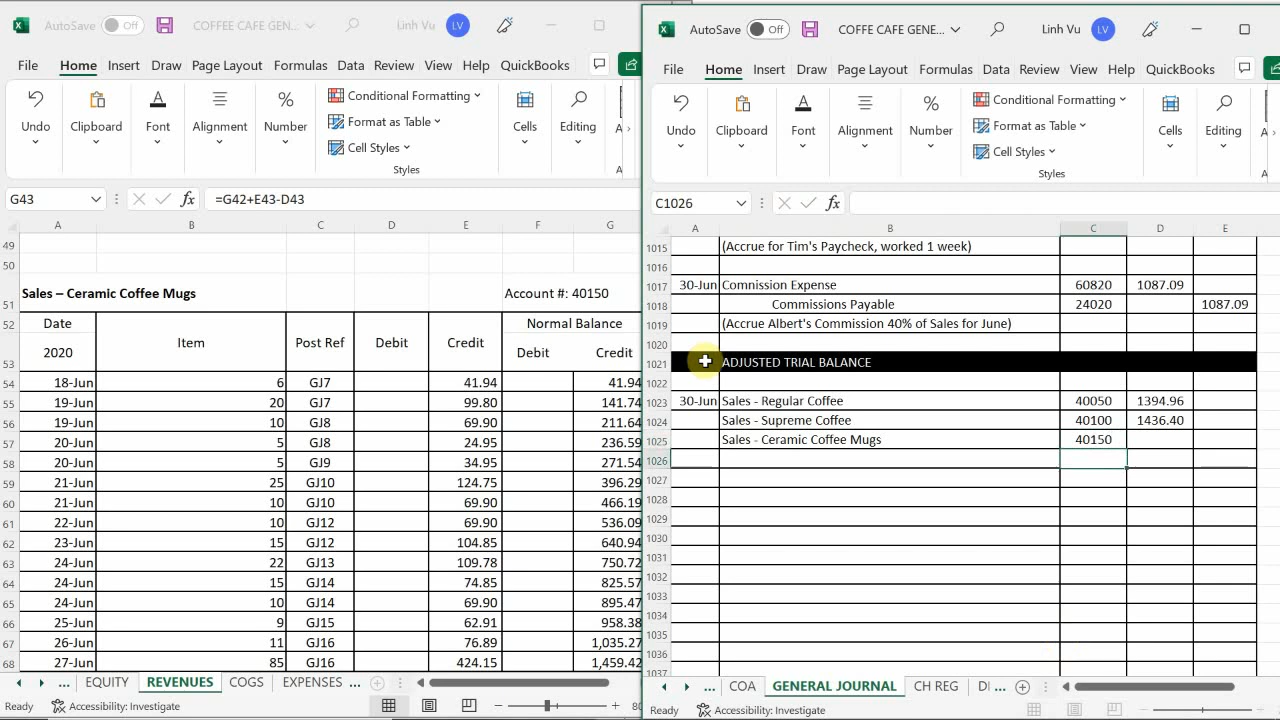 AutoSave Off COFFEE CAFE GEN... Linh Vu LV
File Home Insert Draw Page Layout Formulas Data Review View Help QuickBooks
Undo Clipboard Font Alignment Number Conditional Formatting Format as Table Cell Styles Cells Editing
Styles
G43 fx =G42+E43-D43
A B C D E F G
49
50
51 Sales – Ceramic Coffee Mugs Account #: 40150
52 Date Item Post Ref Debit Credit Normal Balance
53 2020 Debit Credit
54 18-Jun 6 GJ7 41.94 41.94
55 19-Jun 20 GJ7 99.80 141.74
56 19-Jun 10 GJ8 69.90 211.64
57 20-Jun 5 GJ8 24.95 236.59
58 20-Jun 5 GJ9 34.95 271.54
59 21-Jun 25 GJ10 124.75 396.29
60 21-Jun 10 GJ10 69.90 466.19
61 22-Jun 10 GJ12 69.90 536.09
62 23-Jun 15 GJ12 104.85 640.94
63 24-Jun 22 GJ13 109.78 750.72
64 24-Jun 15 GJ14 74.85 825.57
65 24-Jun 10 GJ14 69.90 895.47
66 25-Jun 9 GJ15 62.91 958.38
67 26-Jun 11 GJ16 76.89 1,035.27
68 27-Jun 85 GJ16 424.15 1,459.42
... EQUITY REVENUES COGS EXPENSES ...
Ready Accessibility: Investigate
AutoSave Off COFFE CAFE GENE... Linh Vu LV
File Home Insert Draw Page Layout Formulas Data Review View Help QuickBooks
Undo Clipboard Font Alignment Number Conditional Formatting Format as Table Cell Styles Cells Editing
Styles
C1026 fx
A B C D E
1015 (Accrue for Tim's Paycheck, worked 1 week)
1016
1017 30-Jun Comnission Expense 60820 1087.09
1018 Commissions Payable 24020 1087.09
1019 (Accrue Albert's Commission 40% of Sales for June)
1020
1021 ADJUSTED TRIAL BALANCE
1022
1023 30-Jun Sales - Regular Coffee 40050 1394.96
1024 Sales - Supreme Coffee 40100 1436.40
1025 Sales - Ceramic Coffee Mugs 40150
1026
1027
1028
1029
1030
1031
1032
1033
1034
1035
1036
1037
... COA GENERAL JOURNAL CH REG DI ...
Ready Accessibility: Investigate